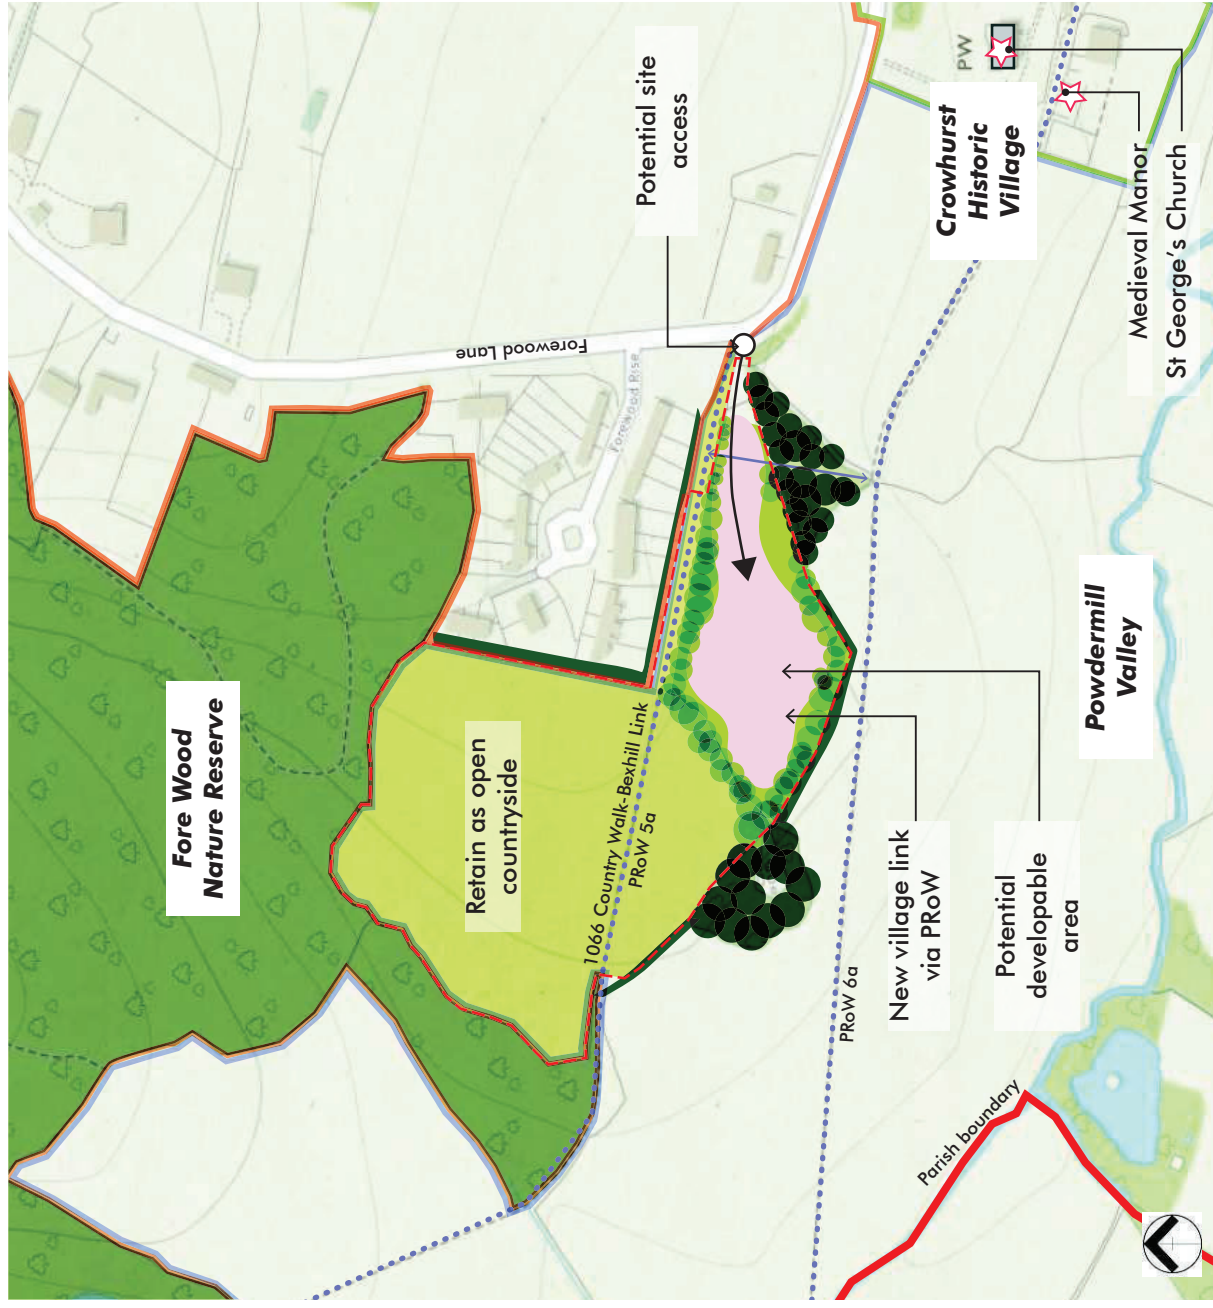 Fore Wood
Nature Reserve
Retain as open
countryside
1066 Country Walk-Bexhill Link
PRoW 5a
Forewood Lane
Forewood Rise
Potential site
access
PW
Crowhurst
Historic
Village
Medieval Manor
St George's Church
Powdermill
Valley
New village link
via PRoW
Potential
developable
area
PRoW 6a
Parish boundary